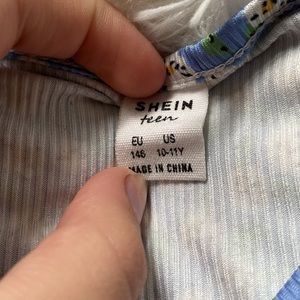 SHEIN
teen
EU US
146 10-11Y
MADE IN CHINA